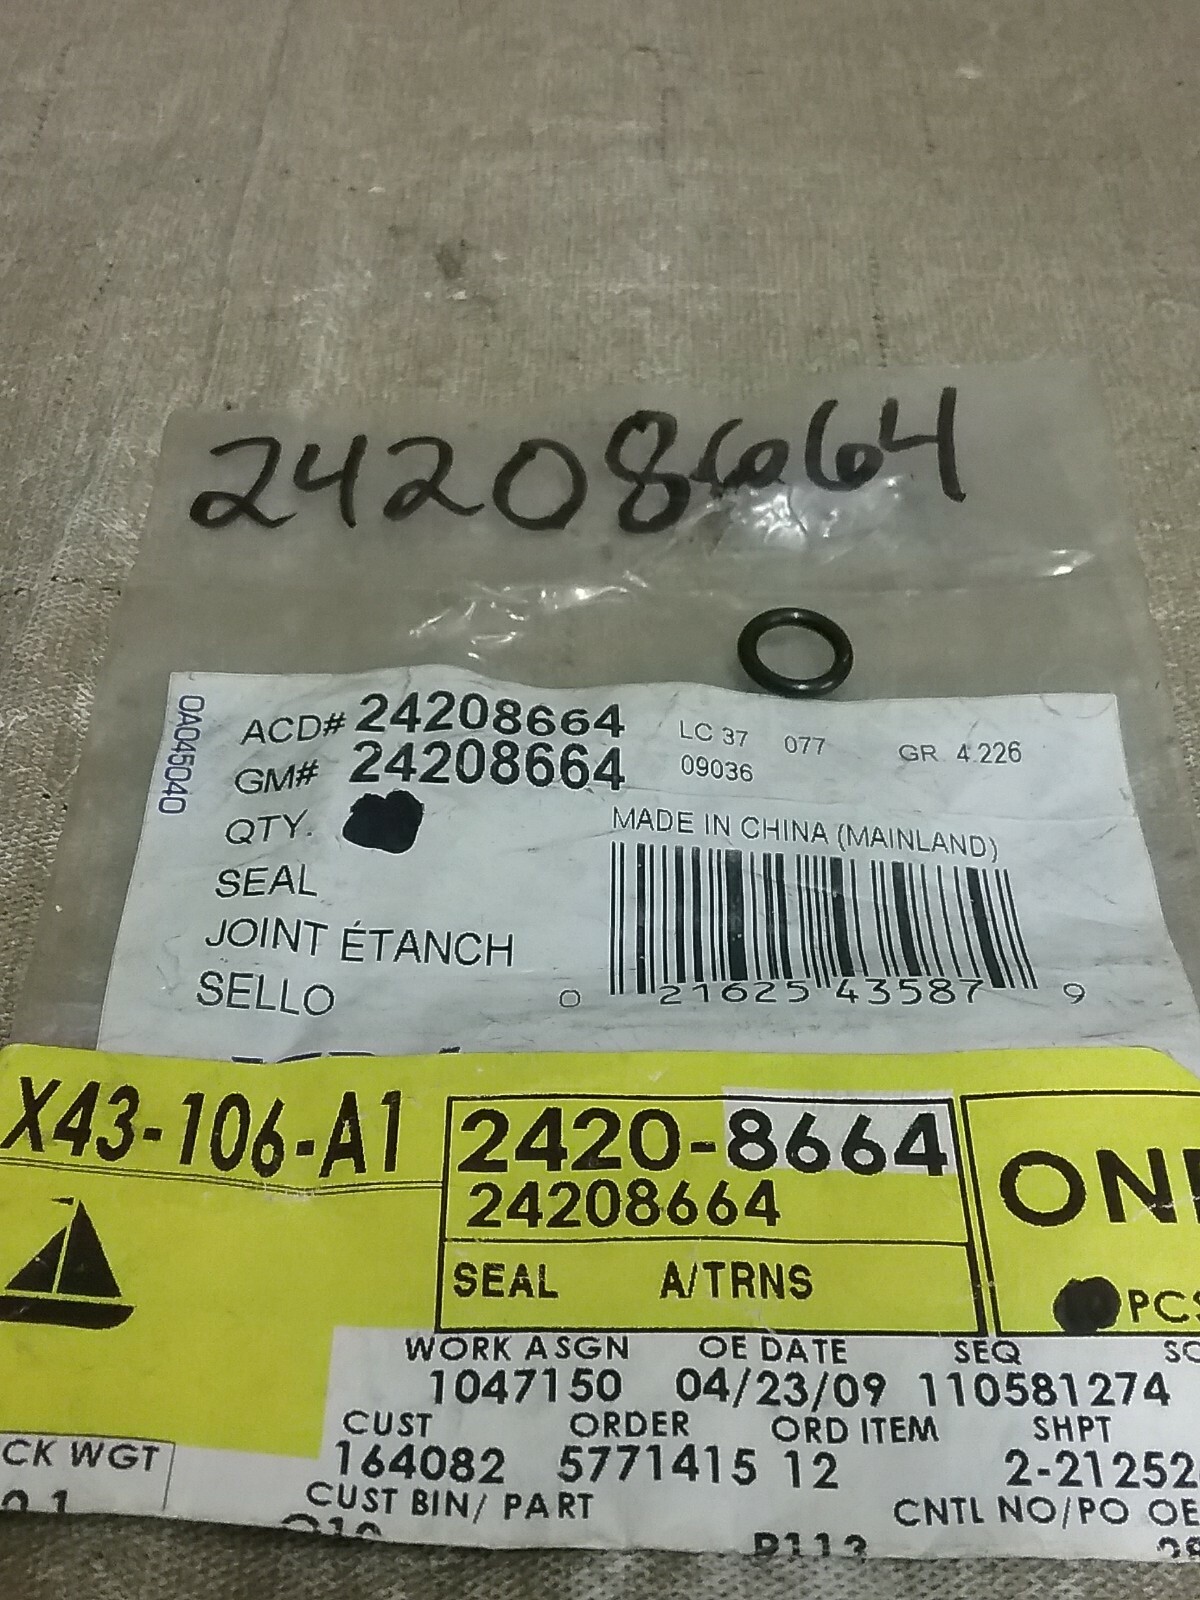 24208664
0A045040
ACD# 24208664
GM# 24208664
LC 37 077 GR. 4.226
09036
QTY.
MADE IN CHINA (MAINLAND)
SEAL
JOINT ÉTANCH
SELLO
0 21625 43587 9
X43-106-A1
2420-8664
24208664
SEAL A/TRNS
PCS
WORK ASGN OE DATE SEQ
1047150 04/23/09 110581274
CUST ORDER ORD ITEM SHPT
164082 5771415 12 2-21252
CK WGT
CUST BIN/ PART CNTL NO/PO OE